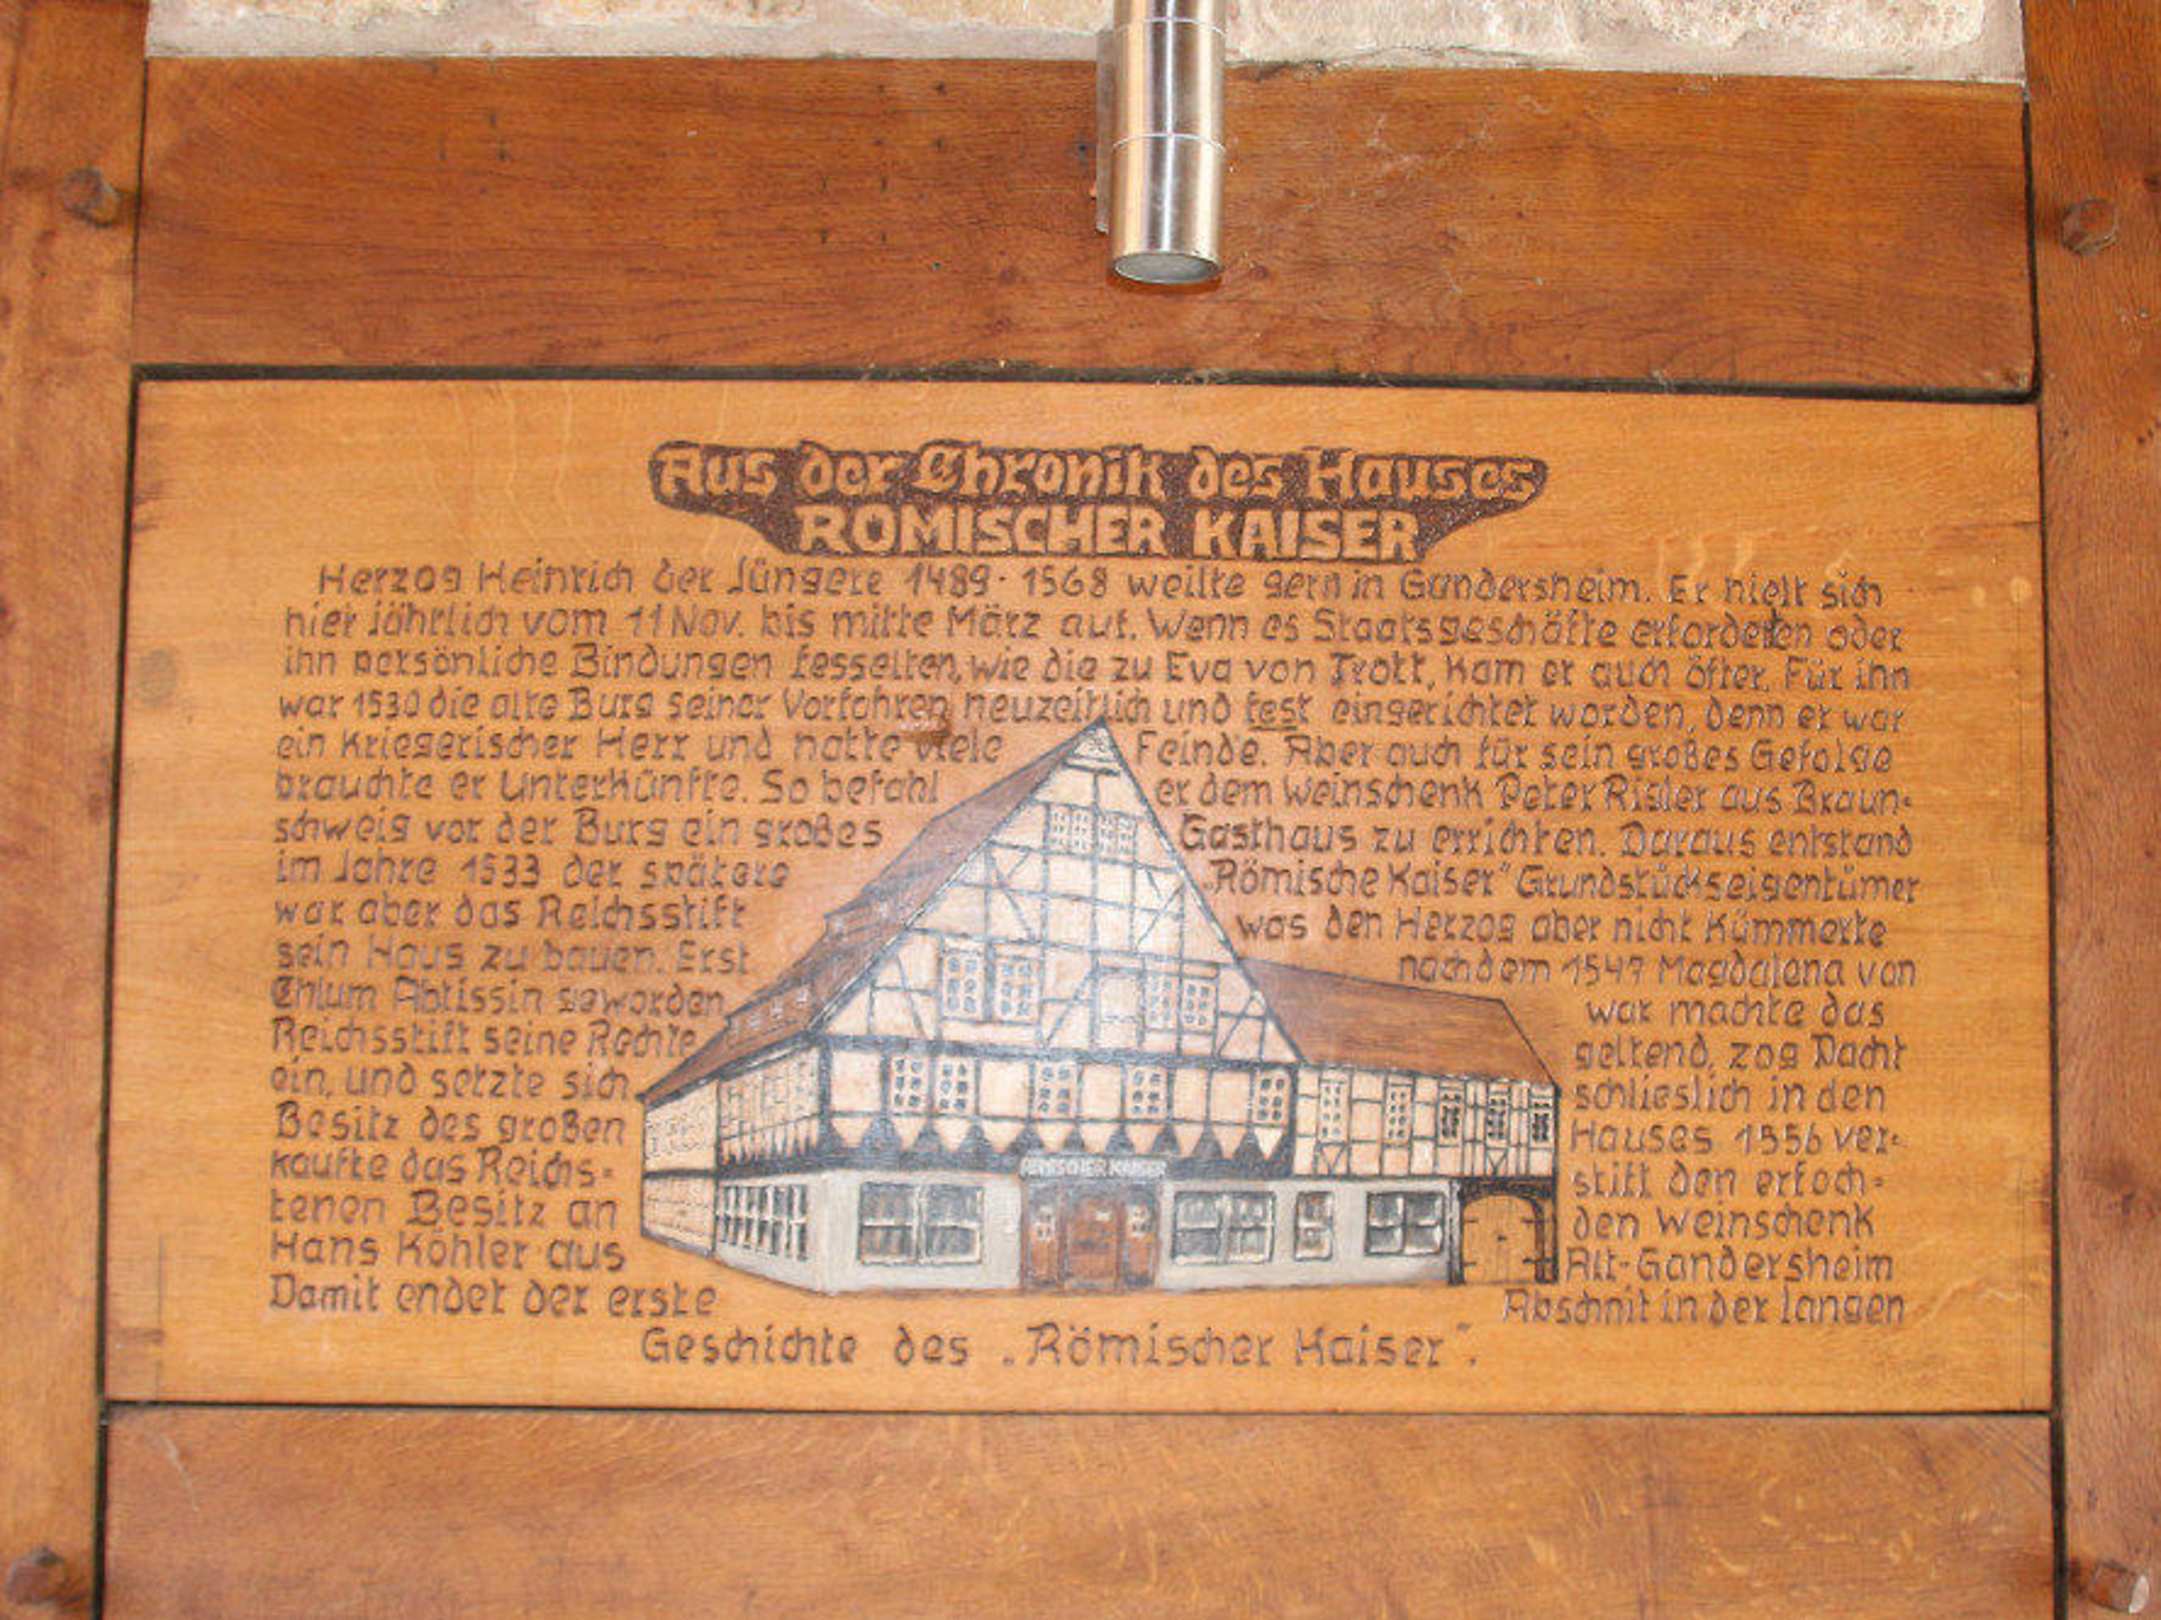 Aus der Chronik des Hauses
RÖMISCHER KAISER
Herzog Heinrich der Jüngere 1489 - 1568 weilte gern in Gandersheim. Er hielt sich
hier jährlich vom 11 Nov. bis mitte März auf. Wenn es Staatsgeschäfte erforderten oder
ihn persönliche Bindungen fesselten, wie die zu Eva von Trott, kam er auch öfter. Für ihn
war 1530 die alte Burg seiner Vorfahren neuzeitlich und fest eingerichtet worden, denn er war
ein kriegerischer Herr und hatte viele Feinde. Aber auch für sein großes Gefolge
brauchte er Unterkünfte. So befahl er dem Weinschenk Peter Risler aus Braun-
schweig vor der Burg ein großes Gasthaus zu errichten. Daraus entstand
im Jahre 1533 der spätere „Römische Kaiser" Grundstückseigentümer
war aber das Reichsstift was den Herzog aber nicht kümmerte
sein Haus zu bauen. Erst nachdem 1547 Magdalena von
Chlum Äbtissin geworden war machte das
Reichsstift seine Rechte geltend, zog Pacht
ein, und setzte sich schlieslich in den
Besitz des großen Hauses 1556 ver-
kaufte das Reichs- stift den erfoch-
tenen Besitz an den Weinschenk
Hans Köhler aus Alt-Gandersheim
Damit endet der erste Abschnit in der langen
Geschichte des „Römischer Kaiser".
RÖMISCHER KAISER